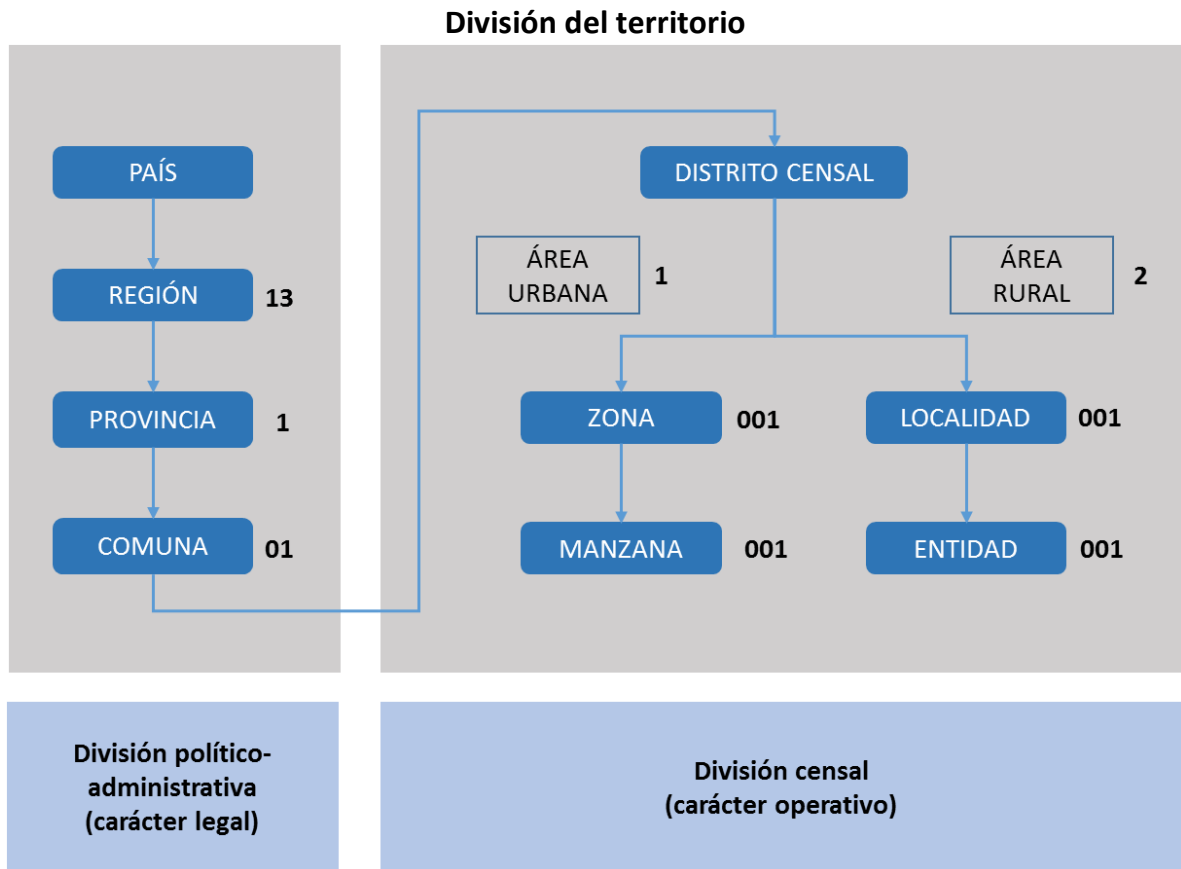 División del territorio
PAÍS
REGIÓN 13
PROVINCIA 1
COMUNA 01
DISTRITO CENSAL
ÁREA
URBANA
1
ÁREA
RURAL
2
ZONA 001
LOCALIDAD 001
MANZANA 001
ENTIDAD 001
División político-
administrativa
(carácter legal)
División censal
(carácter operativo)